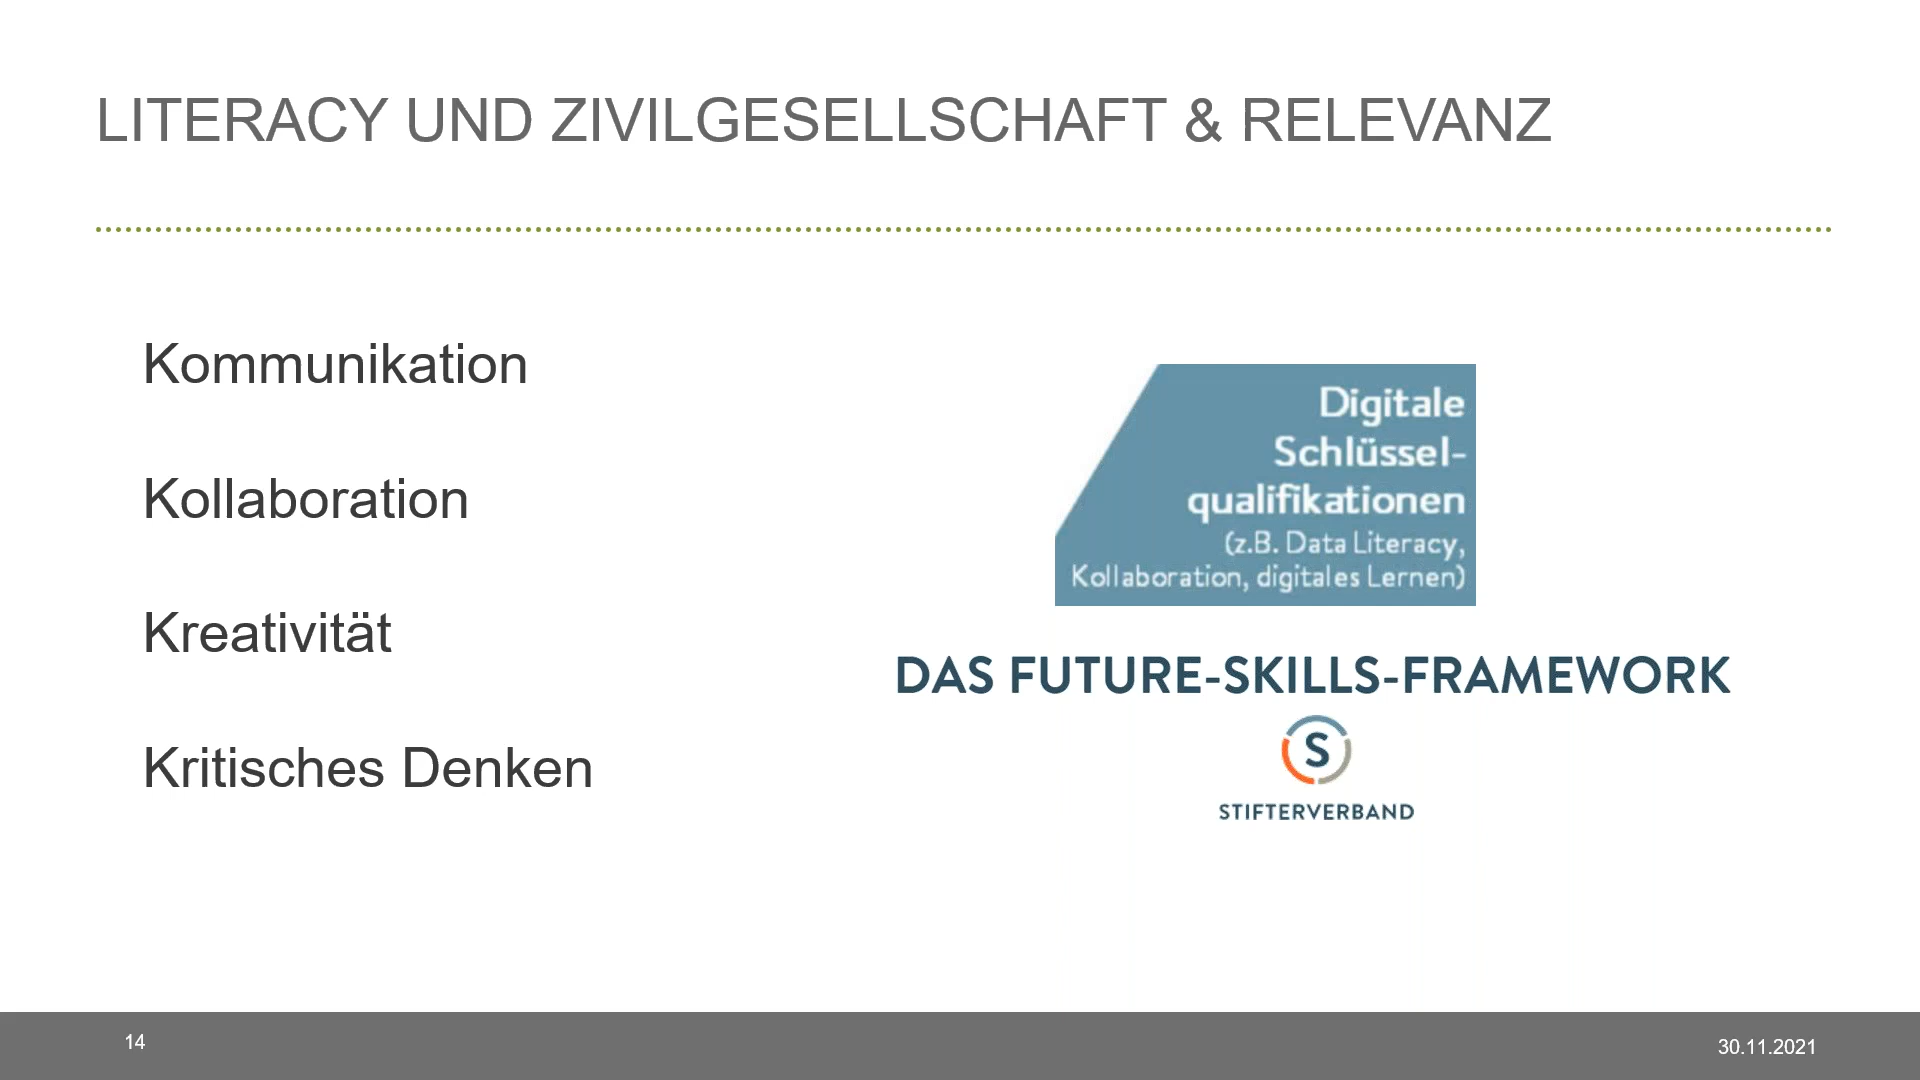 LITERACY UND ZIVILGESELLSCHAFT & RELEVANZ
Kommunikation
Kollaboration
Kreativität
Kritisches Denken
Digitale
Schlüssel-
qualifikationen
(z.B. Data Literacy,
Kollaboration, digitales Lernen)
DAS FUTURE-SKILLS-FRAMEWORK
S
STIFTERVERBAND
14
30.11.2021